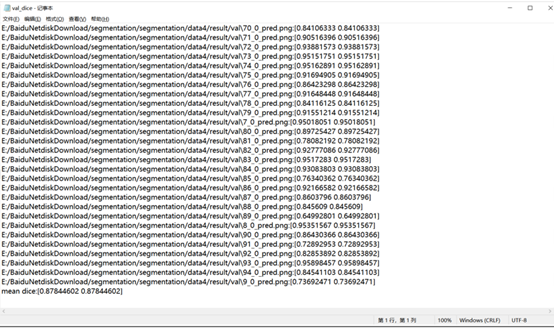 val_dice - 记事本
文件(F) 编辑(E) 格式(O) 查看(V) 帮助(H)
E:/BaiduNetdiskDownload/segmentation/segmentation/data4/result/val\70_0_pred.png:[0.84106333 0.84106333]
E:/BaiduNetdiskDownload/segmentation/segmentation/data4/result/val\71_0_pred.png:[0.90516396 0.90516396]
E:/BaiduNetdiskDownload/segmentation/segmentation/data4/result/val\72_0_pred.png:[0.93881573 0.93881573]
E:/BaiduNetdiskDownload/segmentation/segmentation/data4/result/val\73_0_pred.png:[0.95151751 0.95151751]
E:/BaiduNetdiskDownload/segmentation/segmentation/data4/result/val\74_0_pred.png:[0.95162891 0.95162891]
E:/BaiduNetdiskDownload/segmentation/segmentation/data4/result/val\75_0_pred.png:[0.91694905 0.91694905]
E:/BaiduNetdiskDownload/segmentation/segmentation/data4/result/val\76_0_pred.png:[0.86423298 0.86423298]
E:/BaiduNetdiskDownload/segmentation/segmentation/data4/result/val\77_0_pred.png:[0.91648448 0.91648448]
E:/BaiduNetdiskDownload/segmentation/segmentation/data4/result/val\78_0_pred.png:[0.84116125 0.84116125]
E:/BaiduNetdiskDownload/segmentation/segmentation/data4/result/val\79_0_pred.png:[0.91551214 0.91551214]
E:/BaiduNetdiskDownload/segmentation/segmentation/data4/result/val\7_0_pred.png:[0.95018051 0.95018051]
E:/BaiduNetdiskDownload/segmentation/segmentation/data4/result/val\80_0_pred.png:[0.89725427 0.89725427]
E:/BaiduNetdiskDownload/segmentation/segmentation/data4/result/val\81_0_pred.png:[0.78082192 0.78082192]
E:/BaiduNetdiskDownload/segmentation/segmentation/data4/result/val\82_0_pred.png:[0.92777086 0.92777086]
E:/BaiduNetdiskDownload/segmentation/segmentation/data4/result/val\83_0_pred.png:[0.9517283 0.9517283]
E:/BaiduNetdiskDownload/segmentation/segmentation/data4/result/val\84_0_pred.png:[0.93083803 0.93083803]
E:/BaiduNetdiskDownload/segmentation/segmentation/data4/result/val\85_0_pred.png:[0.76340362 0.76340362]
E:/BaiduNetdiskDownload/segmentation/segmentation/data4/result/val\86_0_pred.png:[0.92166582 0.92166582]
E:/BaiduNetdiskDownload/segmentation/segmentation/data4/result/val\87_0_pred.png:[0.8603796 0.8603796]
E:/BaiduNetdiskDownload/segmentation/segmentation/data4/result/val\88_0_pred.png:[0.845609 0.845609]
E:/BaiduNetdiskDownload/segmentation/segmentation/data4/result/val\89_0_pred.png:[0.64992801 0.64992801]
E:/BaiduNetdiskDownload/segmentation/segmentation/data4/result/val\8_0_pred.png:[0.95351567 0.95351567]
E:/BaiduNetdiskDownload/segmentation/segmentation/data4/result/val\90_0_pred.png:[0.86430366 0.86430366]
E:/BaiduNetdiskDownload/segmentation/segmentation/data4/result/val\91_0_pred.png:[0.72892953 0.72892953]
E:/BaiduNetdiskDownload/segmentation/segmentation/data4/result/val\92_0_pred.png:[0.82853892 0.82853892]
E:/BaiduNetdiskDownload/segmentation/segmentation/data4/result/val\93_0_pred.png:[0.95898457 0.95898457]
E:/BaiduNetdiskDownload/segmentation/segmentation/data4/result/val\94_0_pred.png:[0.84541103 0.84541103]
E:/BaiduNetdiskDownload/segmentation/segmentation/data4/result/val\9_0_pred.png:[0.73692471 0.73692471]
mean dice:[0.87844602 0.87844602]
第 1 行，第 1 列 100% Windows (CRLF) UTF-8